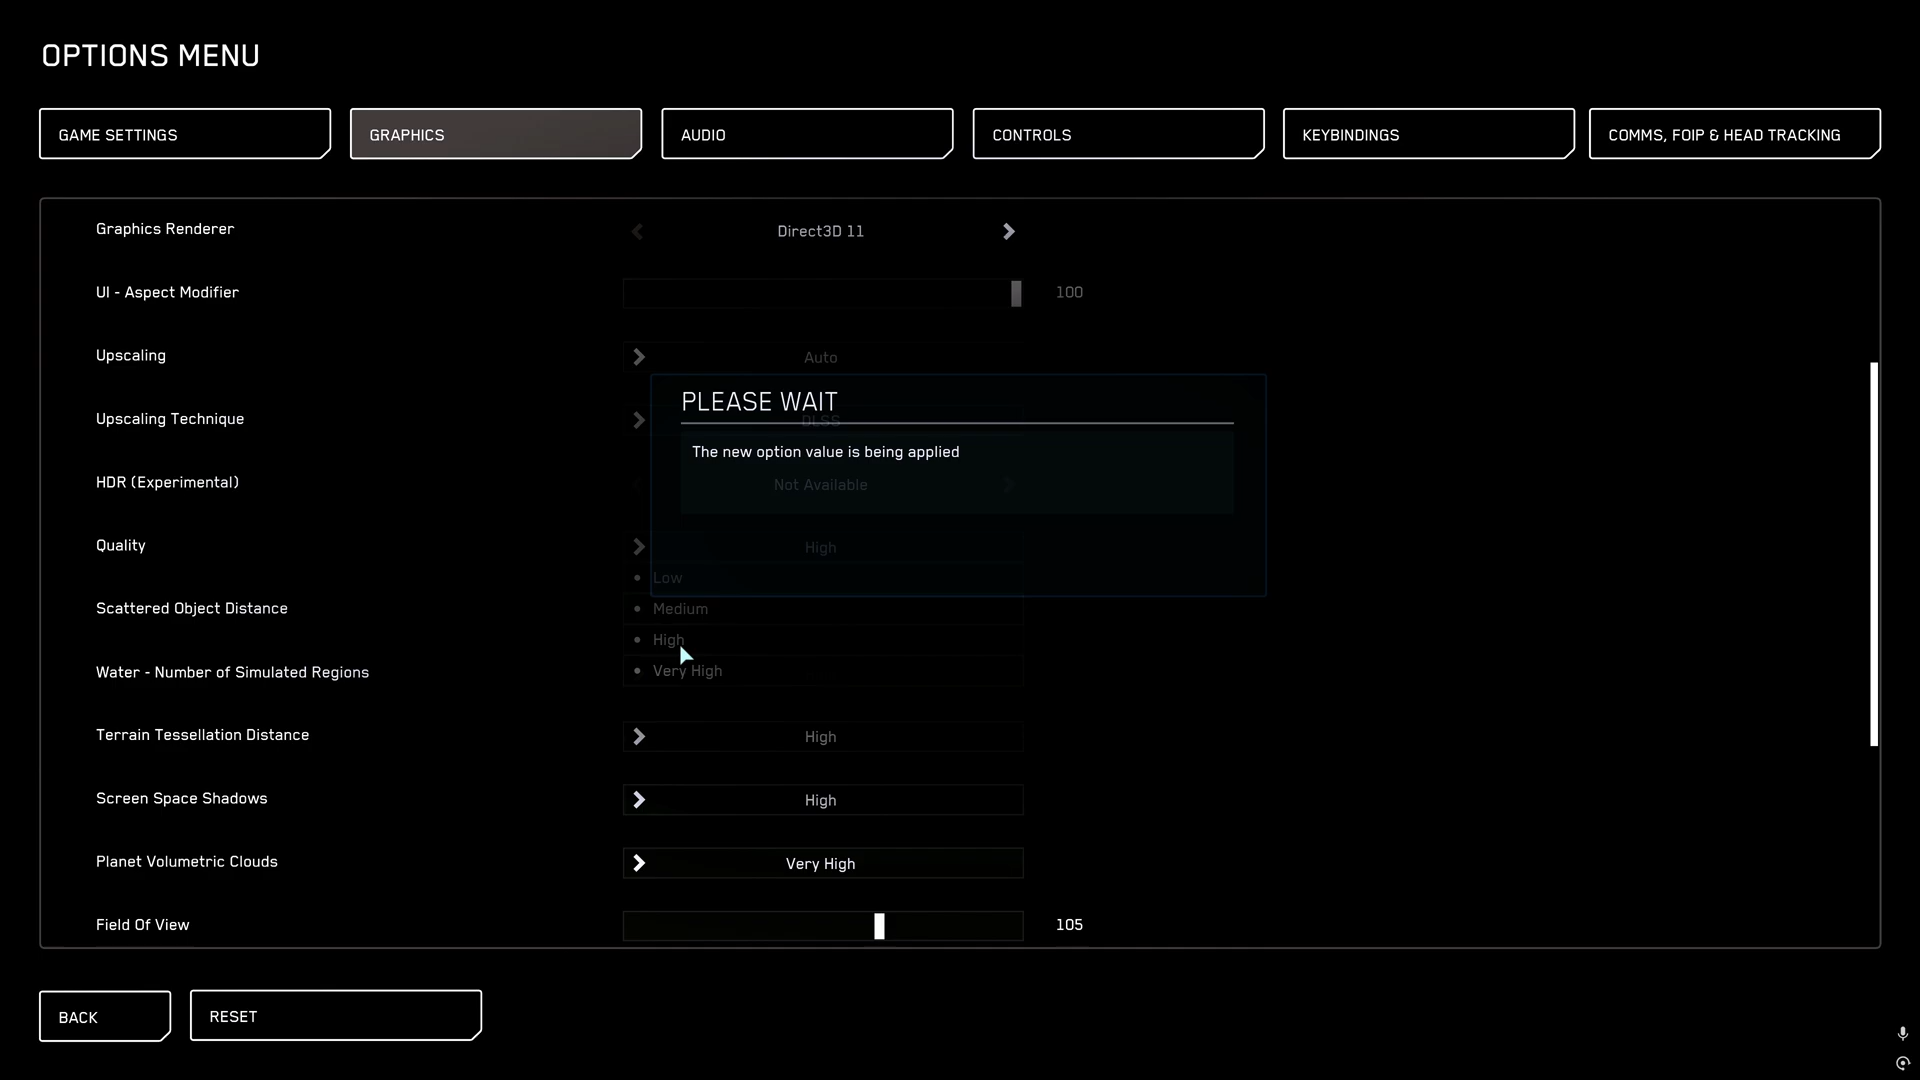 OPTIONS MENU
GAME SETTINGS
GRAPHICS
AUDIO
CONTROLS
KEYBINDINGS
COMMS, FOIP & HEAD TRACKING
Graphics Renderer
Direct3D 11
UI - Aspect Modifier
100
Upscaling
Auto
PLEASE WAIT
Upscaling Technique
DLSS
The new option value is being applied
HDR (Experimental)
Not Available
Quality
High
Low
Scattered Object Distance
Medium
High
Water - Number of Simulated Regions
Very High
Terrain Tessellation Distance
High
Screen Space Shadows
High
Planet Volumetric Clouds
Very High
Field Of View
105
BACK
RESET